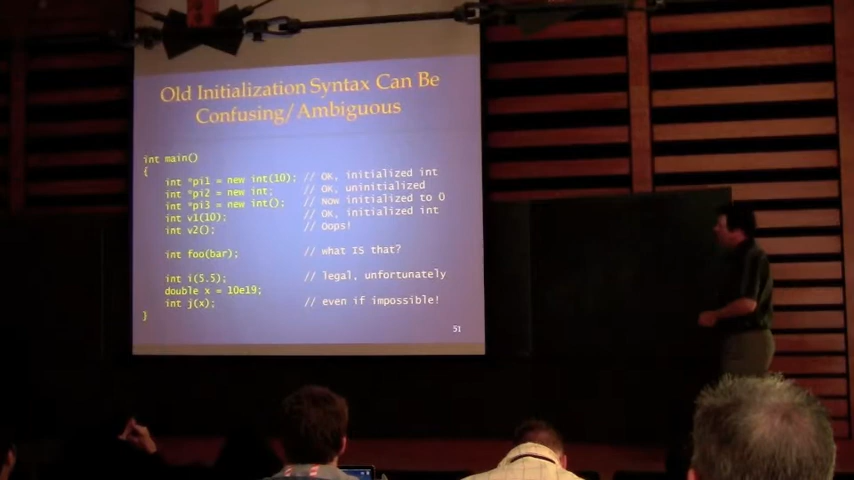 Old Initialization Syntax Can Be
Confusing/Ambiguous
int main()
{
int *pi1 = new int(10); // OK, initialized int
int *pi2 = new int; // OK, uninitialized
int *pi3 = new int(); // Now initialized to 0
int v1(10); // OK, initialized int
int v2(); // Oops!
int foo(bar); // what IS that?
int i(5.5); // legal, unfortunately
double x = 10e19;
int j(x); // even if impossible!
}
51